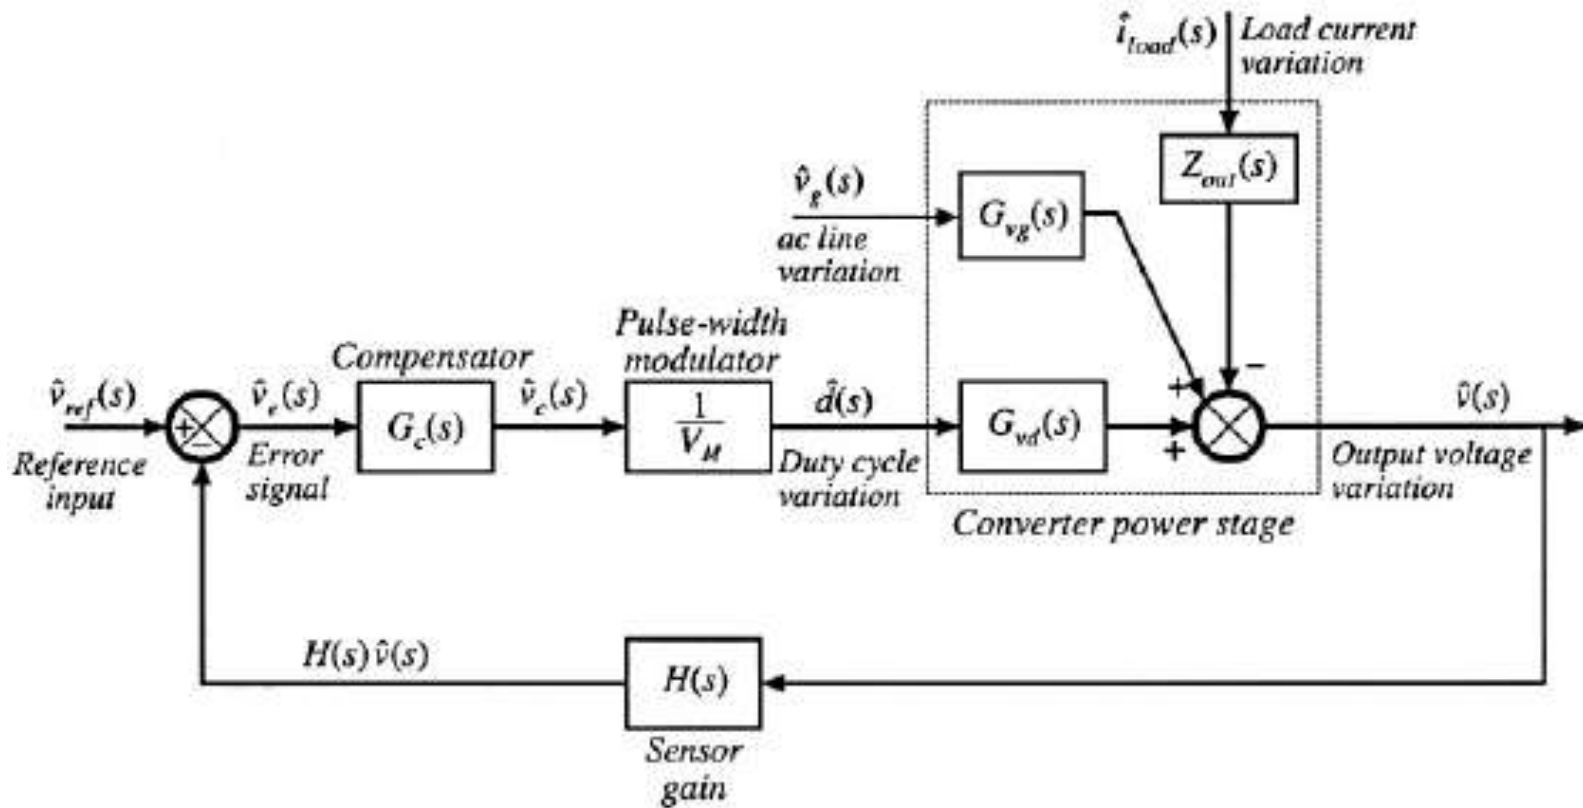 î_load(s)
Load current
variation
Z_out(s)
v̂_g(s)
ac line
variation
G_vg(s)
−
+
Pulse-width
modulator
Compensator
v̂_ref(s)
Reference
input
+
−
v̂_e(s)
Error
signal
G_c(s)
v̂_c(s)
1
V_M
d̂(s)
Duty cycle
variation
G_vd(s)
+
v̂(s)
Output voltage
variation
Converter power stage
H(s) v̂(s)
H(s)
Sensor
gain